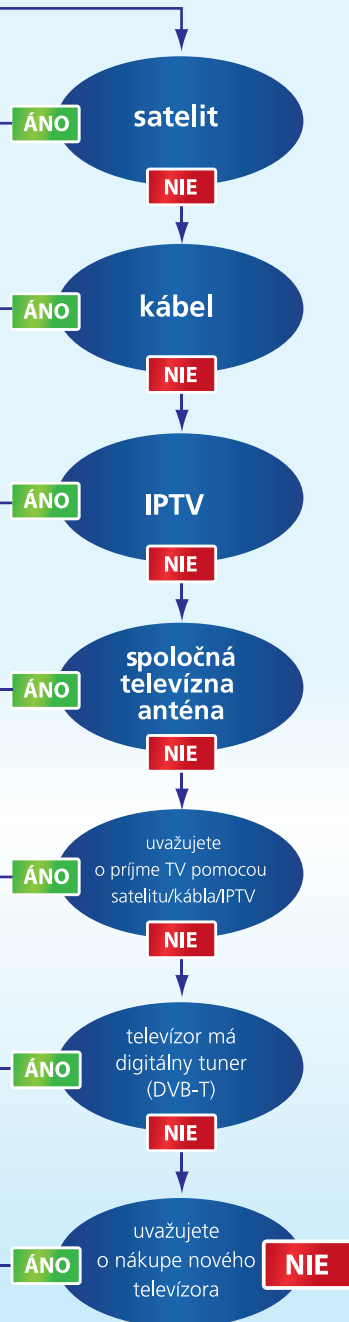 satelit
ÁNO
NIE
kábel
ÁNO
NIE
IPTV
ÁNO
NIE
spoločná
televízna
anténa
ÁNO
NIE
uvažujete
o príjme TV pomocou
satelitu/kábla/IPTV
ÁNO
NIE
televízor má
digitálny tuner
(DVB-T)
ÁNO
NIE
uvažujete
o nákupe nového
televízora
ÁNO
NIE